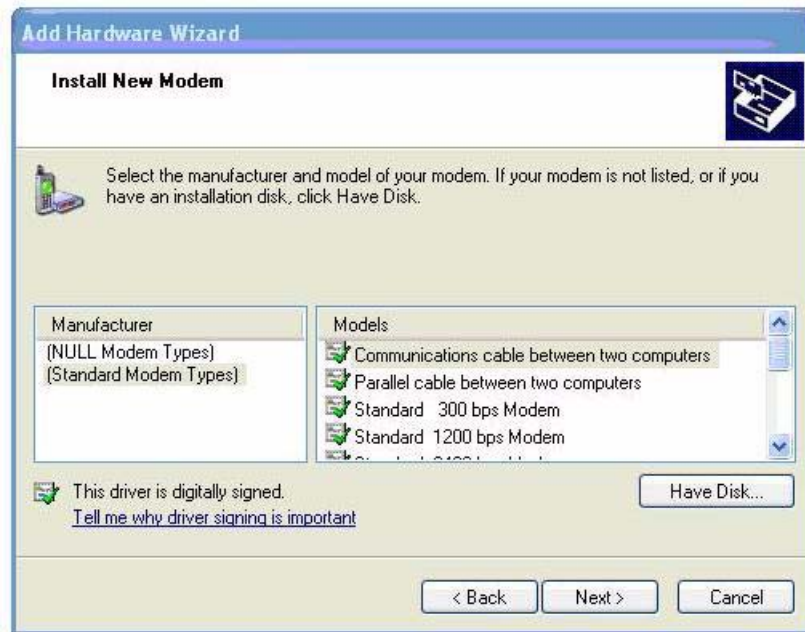 Add Hardware Wizard
Install New Modem
Select the manufacturer and model of your modem. If your modem is not listed, or if you
have an installation disk, click Have Disk.
Manufacturer
(NULL Modem Types)
(Standard Modem Types)
Models
Communications cable between two computers
Parallel cable between two computers
Standard 300 bps Modem
Standard 1200 bps Modem
This driver is digitally signed.
Tell me why driver signing is important
Have Disk...
< Back
Next >
Cancel